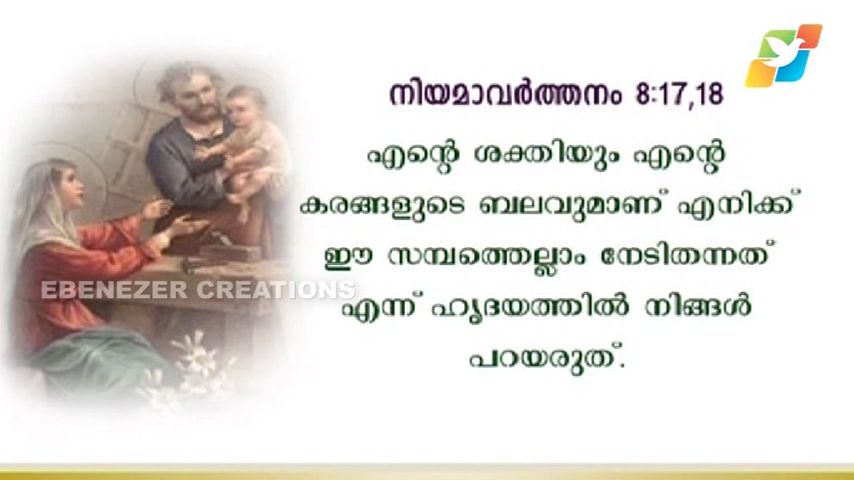 നിയമാവർത്തനം 8:17,18
എന്റെ ശക്തിയും എന്റെ
കരങ്ങളുടെ ബലവുമാണ് എനിക്ക്
ഈ സമ്പത്തെല്ലാം നേടിതന്നത്
EBENEZER CREATIONS
എന്ന് ഹൃദയത്തിൽ നിങ്ങൾ
പറയരുത്.